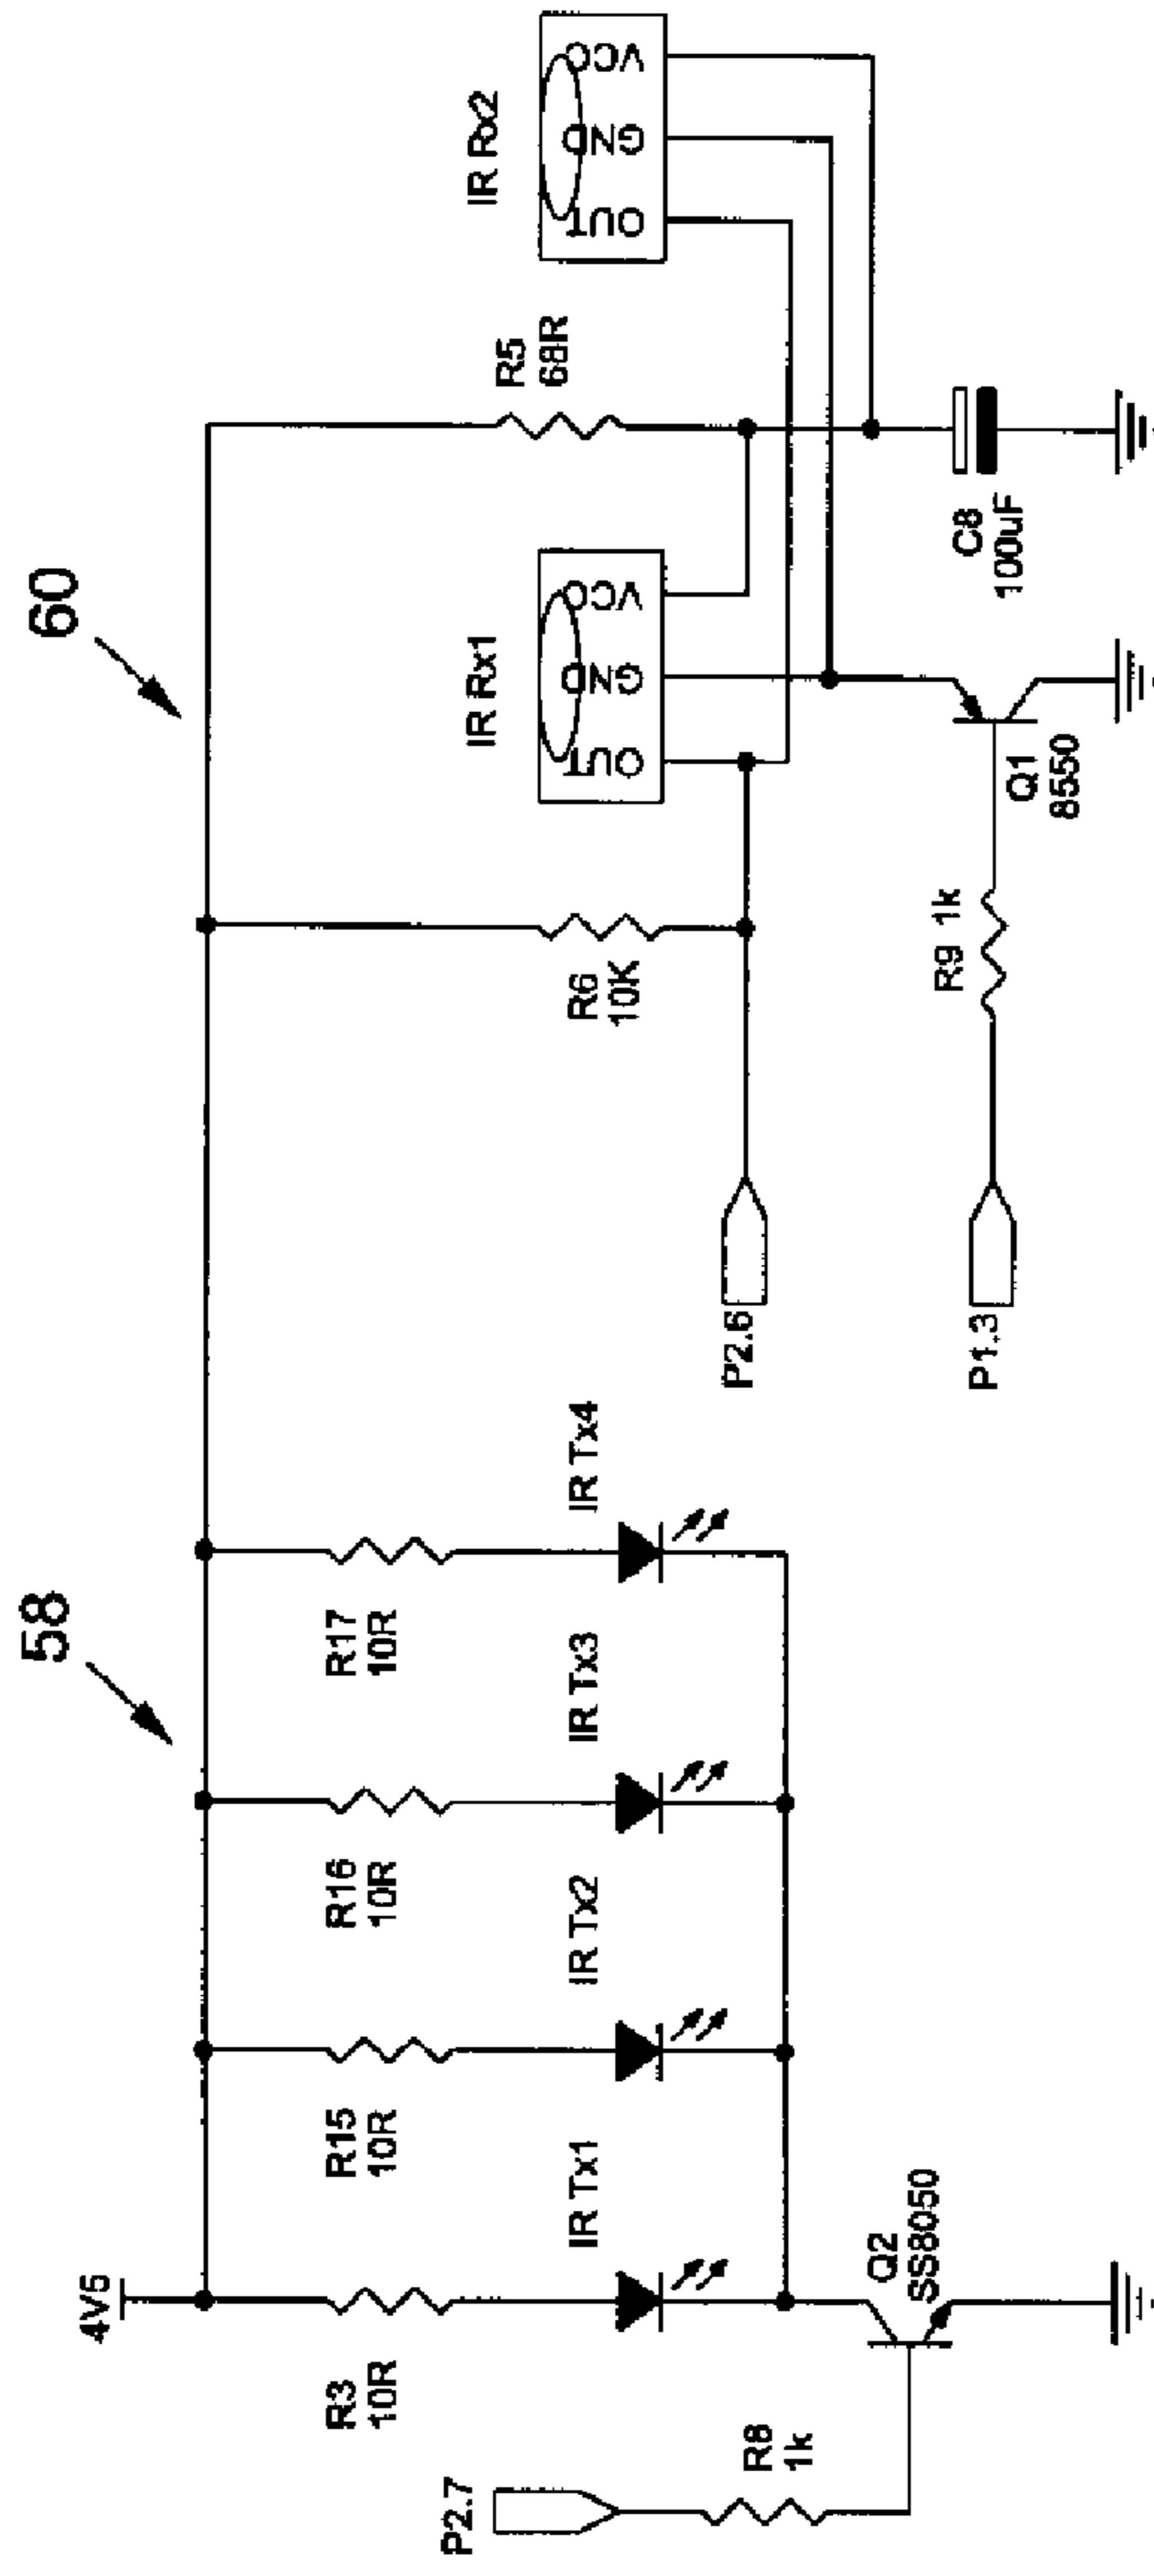 58
60
4V5
R3
10R
R15
10R
R16
10R
R17
10R
R6
10K
R5
68R
IR Tx1
IR Tx2
IR Tx3
IR Tx4
IR Rx1
OUT
GND
VCC
IR Rx2
OUT
GND
VCC
P2.7
R8
1k
Q2
SS8050
P2.6
P1.3
R9 1k
Q1
8550
C8
100uF